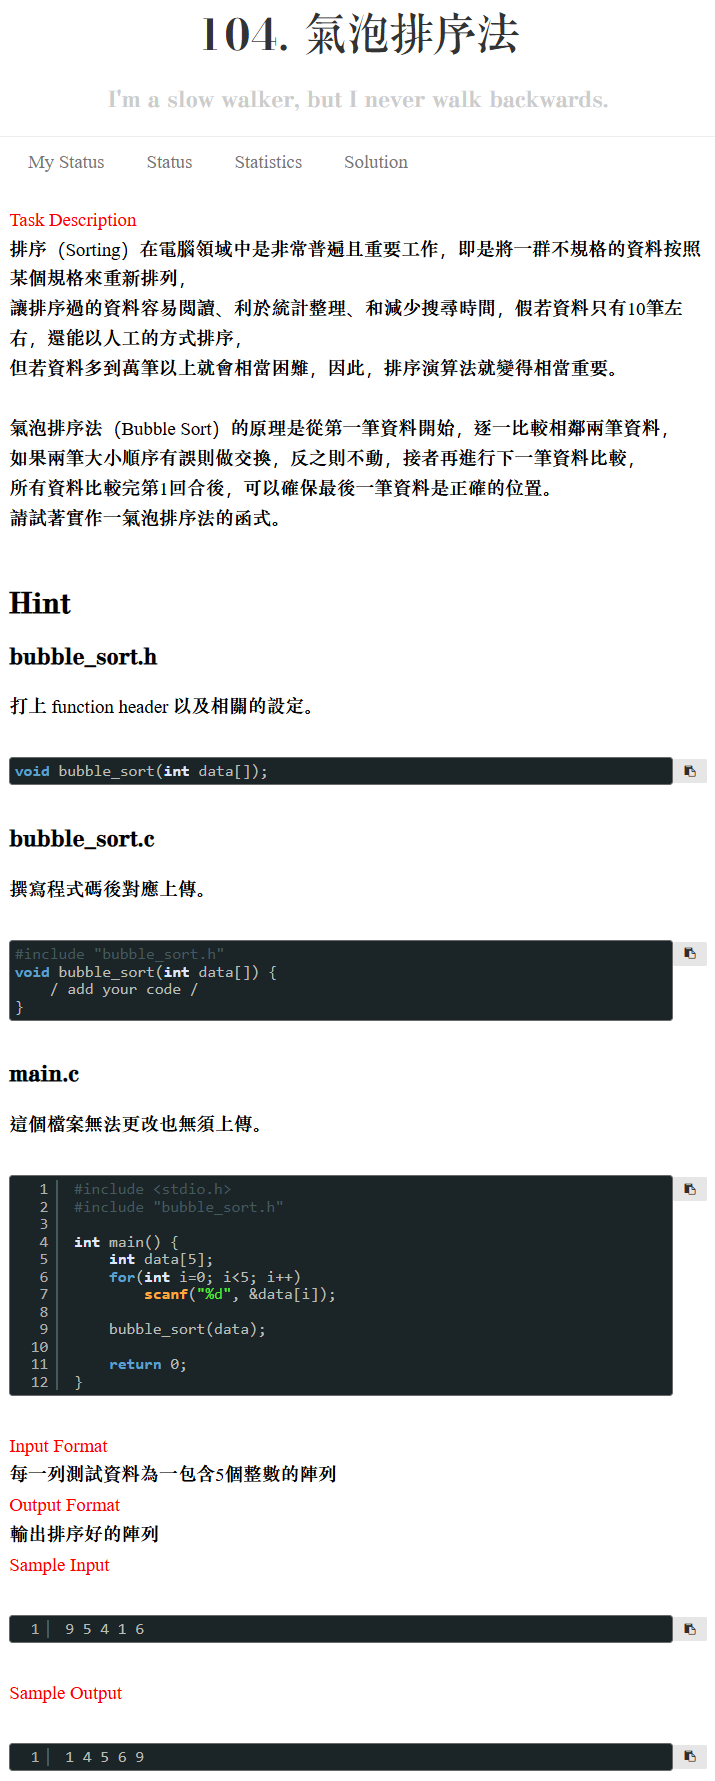 104. 氣泡排序法
I'm a slow walker, but I never walk backwards.
My Status Status Statistics Solution
Task Description
排序（Sorting）在電腦領域中是非常普遍且重要工作，即是將一群不規格的資料按照
某個規格來重新排列，
讓排序過的資料容易閱讀、利於統計整理、和減少搜尋時間，假若資料只有10筆左
右，還能以人工的方式排序，
但若資料多到萬筆以上就會相當困難，因此，排序演算法就變得相當重要。
氣泡排序法（Bubble Sort）的原理是從第一筆資料開始，逐一比較相鄰兩筆資料，
如果兩筆大小順序有誤則做交換，反之則不動，接者再進行下一筆資料比較，
所有資料比較完第1回合後，可以確保最後一筆資料是正確的位置。
請試著實作一氣泡排序法的函式。
Hint
bubble_sort.h
打上 function header 以及相關的設定。
void bubble_sort(int data[]);
bubble_sort.c
撰寫程式碼後對應上傳。
#include "bubble_sort.h"
void bubble_sort(int data[]) {
    / add your code /
}
main.c
這個檔案無法更改也無須上傳。
1 #include <stdio.h>
2 #include "bubble_sort.h"
3
4 int main() {
5     int data[5];
6     for(int i=0; i<5; i++)
7         scanf("%d", &data[i]);
8
9     bubble_sort(data);
10
11     return 0;
12 }
Input Format
每一列測試資料為一包含5個整數的陣列
Output Format
輸出排序好的陣列
Sample Input
1 9 5 4 1 6
Sample Output
1 1 4 5 6 9